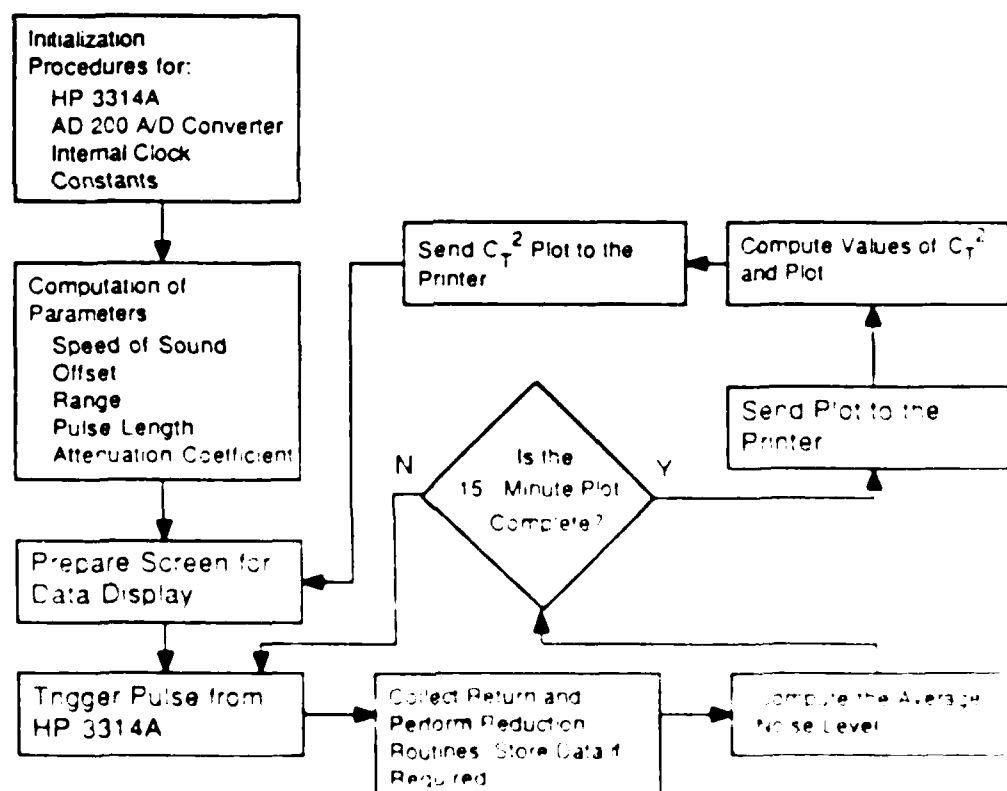 Initialization
Procedures for:
HP 3314A
AD 200 A/D Converter
Internal Clock
Constants
Computation of
Parameters
Speed of Sound
Offset
Range
Pulse Length
Attenuation Coefficient
Prepare Screen for
Data Display
Trigger Pulse from
HP 3314A
Collect Return and
Perform Reduction
Routines. Store Data if
Required
Compute the Average
Noise Level
Is the
15 Minute Plot
Complete?
N
Y
Send Plot to the
Printer
Compute Values of C_T^2
and Plot
Send C_T^2 Plot to the
Printer